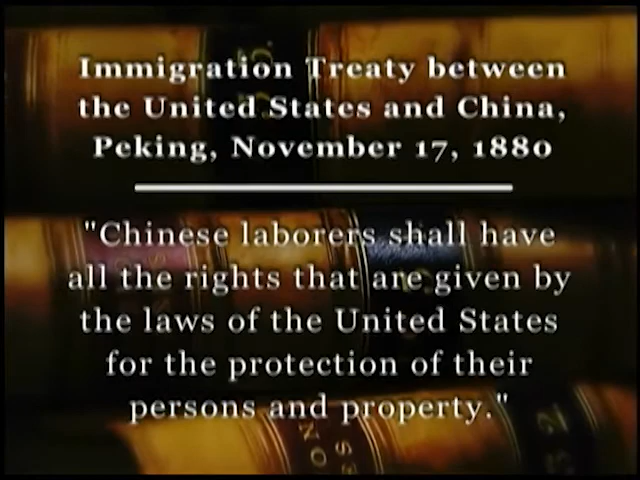 Immigration Treaty between
the United States and China,
Peking, November 17, 1880
"Chinese laborers shall have
all the rights that are given by
the laws of the United States
for the protection of their
persons and property."